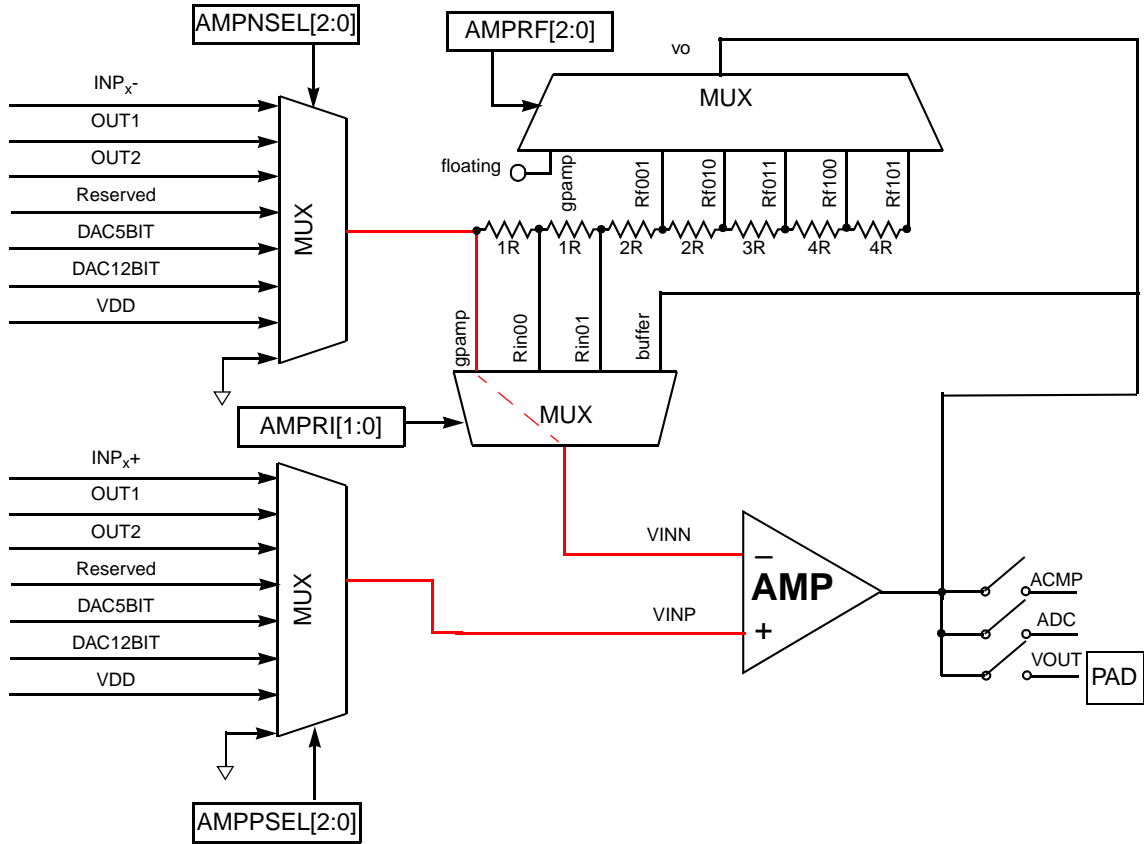 AMPNSEL[2:0]
AMPRF[2:0]
vo
INPx-
OUT1
OUT2
Reserved
DAC5BIT
DAC12BIT
VDD
MUX
MUX
floating
gpamp
Rf001
Rf010
Rf011
Rf100
Rf101
1R
1R
2R
2R
3R
4R
4R
gpamp
Rin00
Rin01
buffer
MUX
AMPRI[1:0]
INPx+
OUT1
OUT2
Reserved
DAC5BIT
DAC12BIT
VDD
MUX
VINN
VINP
−
AMP
+
ACMP
ADC
VOUT
PAD
AMPPSEL[2:0]